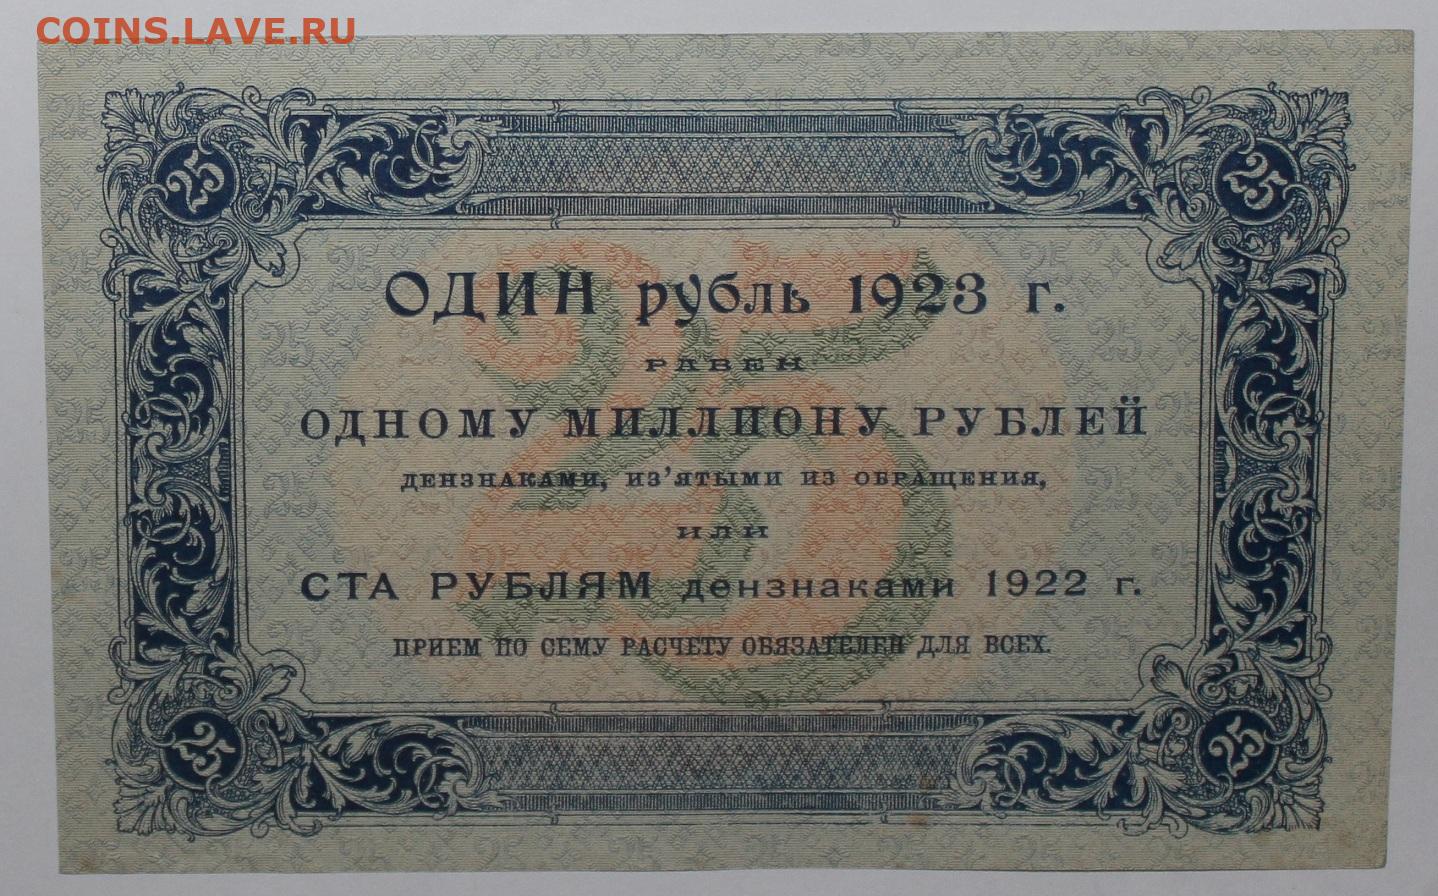 COINS.LAVE.RU
25
25
ОДИН рубль 1923 г.
РАВЕН
ОДНОМУ МИЛЛИОНУ РУБЛЕЙ
ДЕНЗНАКАМИ, ИЗ’ЯТЫМИ ИЗ ОБРАЩЕНИЯ,
ИЛИ
СТА РУБЛЯМ дензнаками 1922 г.
ПРИЕМ ПО СЕМУ РАСЧЕТУ ОБЯЗАТЕЛЕН ДЛЯ ВСЕХ.
25
25
25